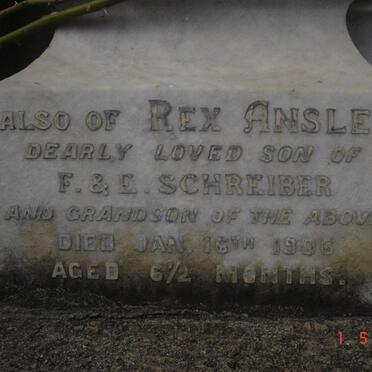 ALSO OF REX ANSLE
DEARLY LOVED SON OF
F. & E. SCHREIBER
AND GRANDSON OF THE ABOV
DIED JAN. 16TH 1906
AGED 6½ MONTHS.
1 5